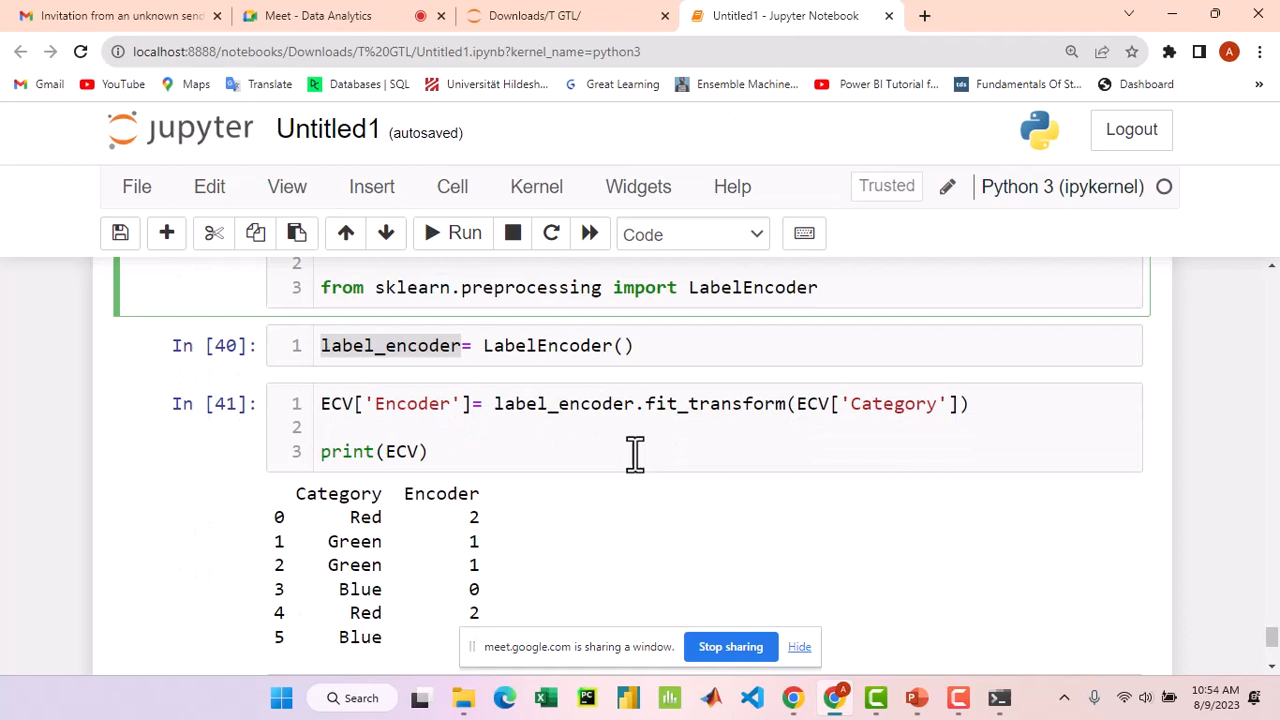 Invitation from an unknown send
Meet - Data Analytics
Downloads/T GTL/
Untitled1 - Jupyter Notebook
localhost:8888/notebooks/Downloads/T%20GTL/Untitled1.ipynb?kernel_name=python3
A
Gmail
YouTube
Maps
Translate
Databases | SQL
Universität Hildesh...
Great Learning
Ensemble Machine...
Power BI Tutorial f...
tds
Fundamentals Of St...
Dashboard
»
jupyter Untitled1 (autosaved)
Logout
File Edit View Insert Cell Kernel Widgets Help
Trusted
Python 3 (ipykernel)
Run
Code
2
3 from sklearn.preprocessing import LabelEncoder
In [40]: 1 label_encoder= LabelEncoder()
In [41]: 1 ECV['Encoder']= label_encoder.fit_transform(ECV['Category'])
2
3 print(ECV)
Category Encoder
0 Red 2
1 Green 1
2 Green 1
3 Blue 0
4 Red 2
5 Blue
meet.google.com is sharing a window.
Stop sharing
Hide
Search
A
10:54 AM
8/9/2023